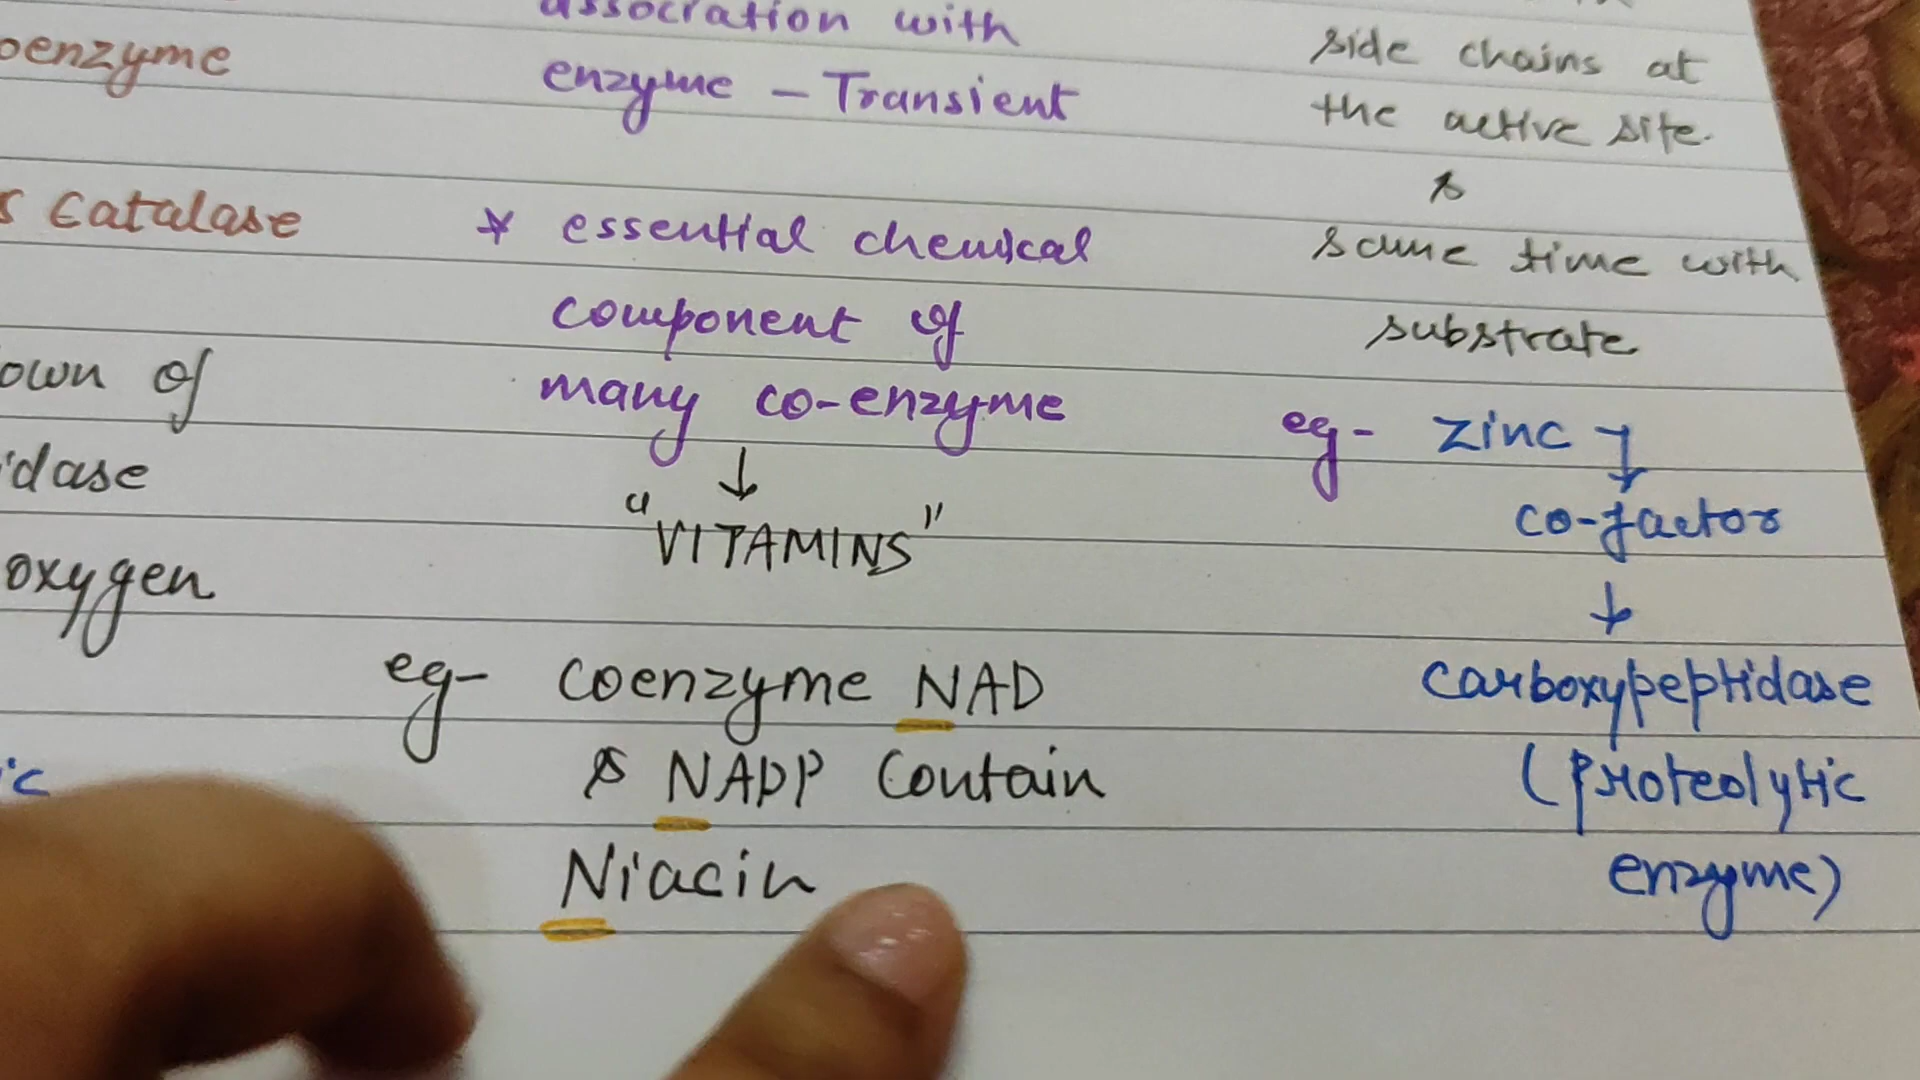 oenzyme
s catalase
own of
idase
oxygen
ic
association with
enzyme - Transient
* essential chemical
component of
many co-enzyme
↓
"VITAMINS"
eg- coenzyme NAD
& NADP contain
Niacin
side chains at
the active site.
&
same time with
substrate
eg- zinc
↓
co-factor
↓
carboxypeptidase
(proteolytic
enzyme)